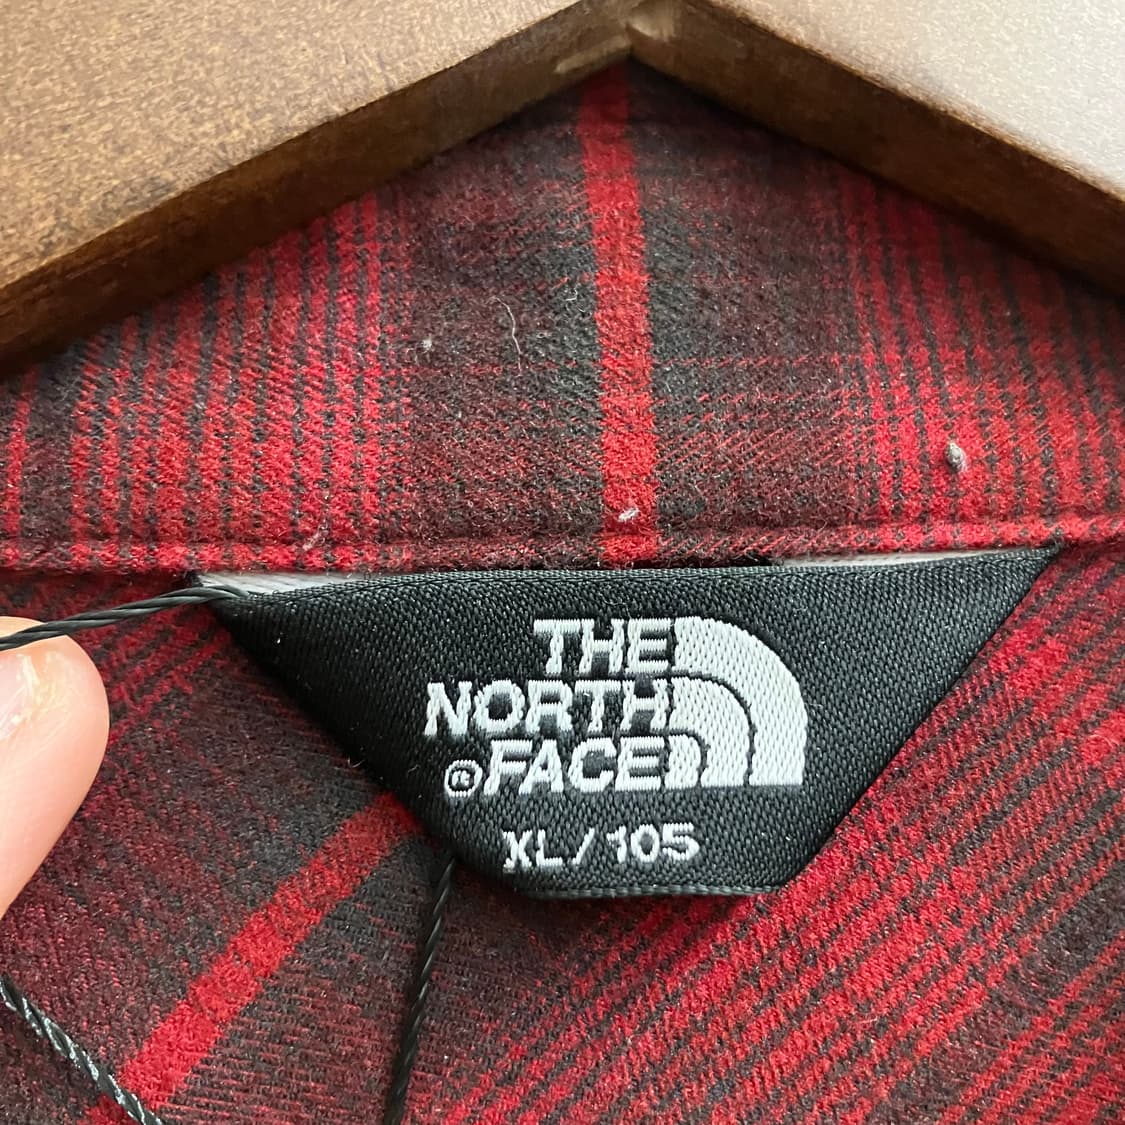 THE
NORTH
®FACE
XL/105